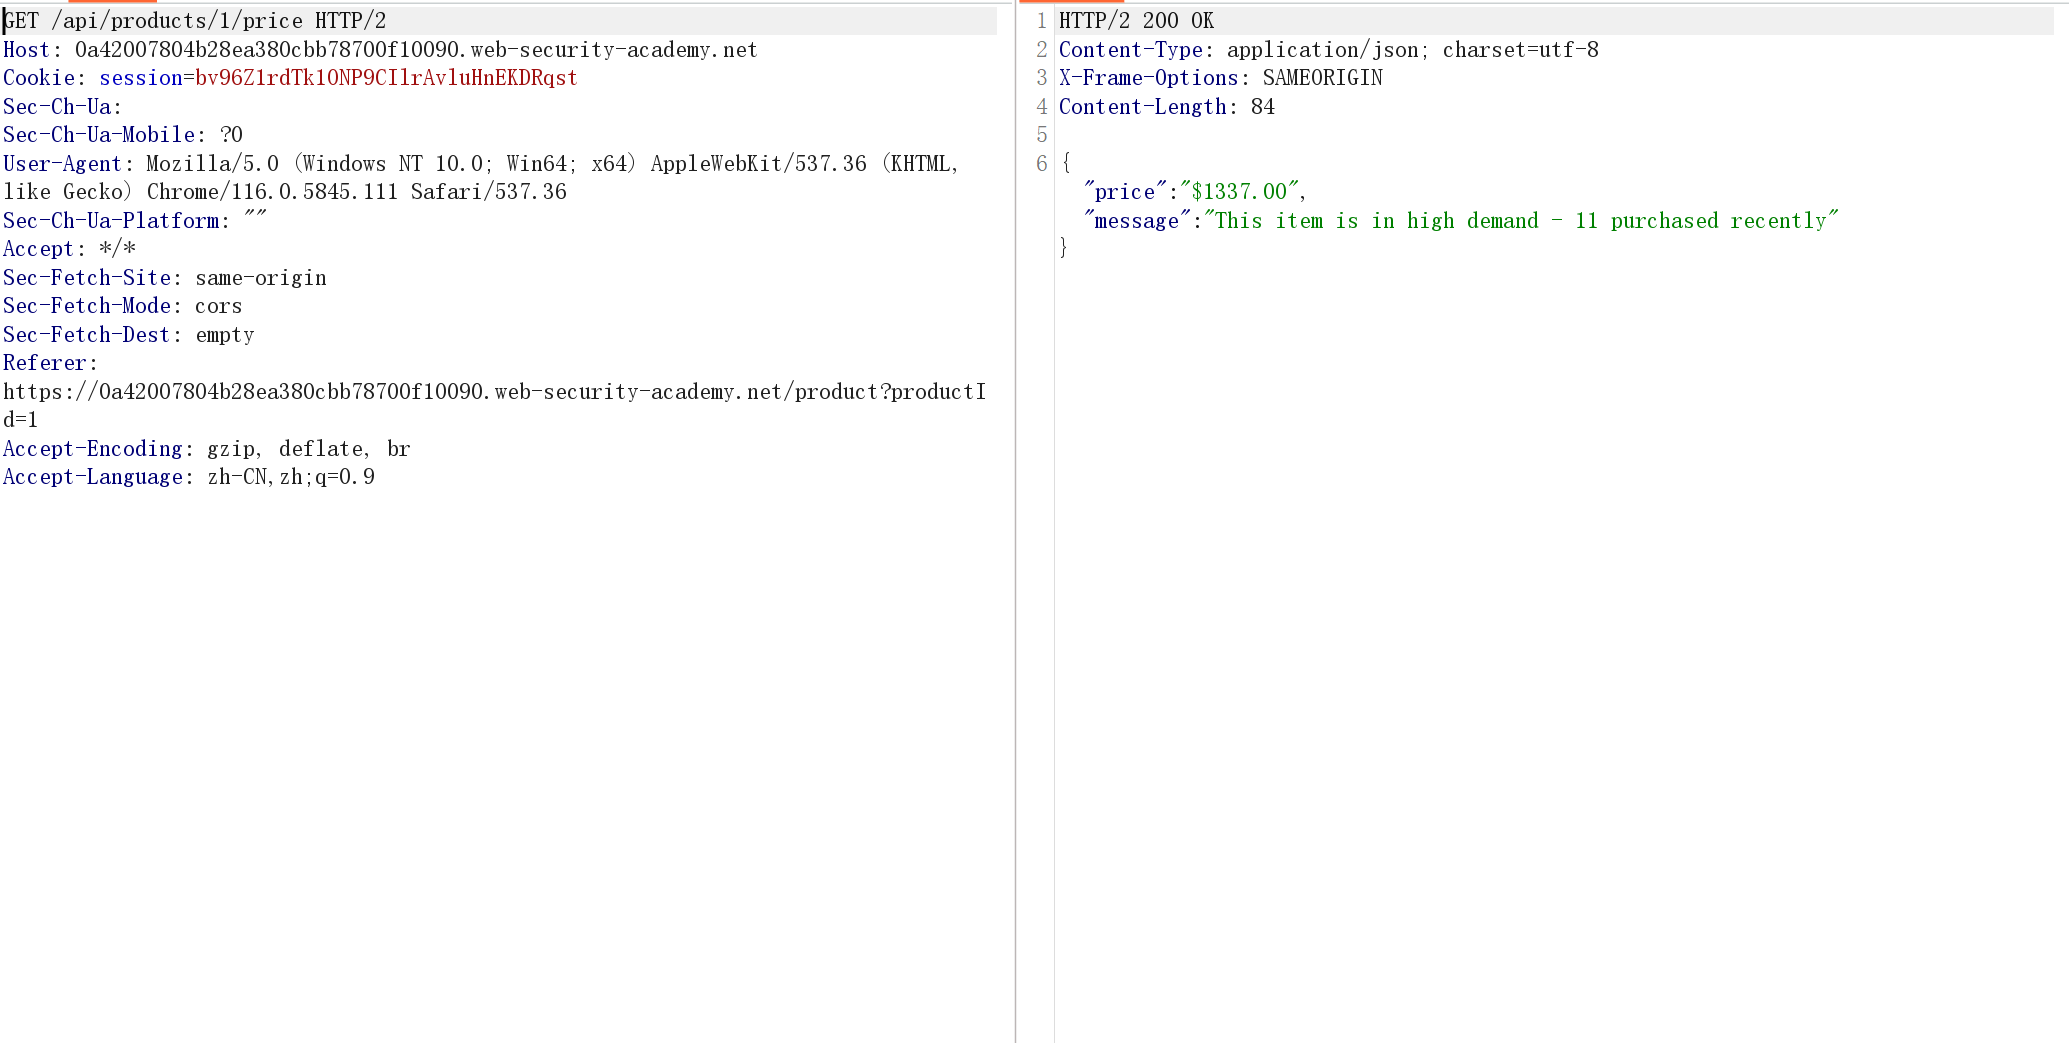 GET /api/products/1/price HTTP/2
Host: 0a42007804b28ea380cbb78700f10090.web-security-academy.net
Cookie: session=bv96Z1rdTk1ONP9CIlrAvluHnEKDRqst
Sec-Ch-Ua:
Sec-Ch-Ua-Mobile: ?0
User-Agent: Mozilla/5.0 (Windows NT 10.0; Win64; x64) AppleWebKit/537.36 (KHTML,
like Gecko) Chrome/116.0.5845.111 Safari/537.36
Sec-Ch-Ua-Platform: ""
Accept: */*
Sec-Fetch-Site: same-origin
Sec-Fetch-Mode: cors
Sec-Fetch-Dest: empty
Referer:
https://0a42007804b28ea380cbb78700f10090.web-security-academy.net/product?productI
d=1
Accept-Encoding: gzip, deflate, br
Accept-Language: zh-CN,zh;q=0.9
1 HTTP/2 200 OK
2 Content-Type: application/json; charset=utf-8
3 X-Frame-Options: SAMEORIGIN
4 Content-Length: 84
5
6 {
"price":"$1337.00",
"message":"This item is in high demand - 11 purchased recently"
}